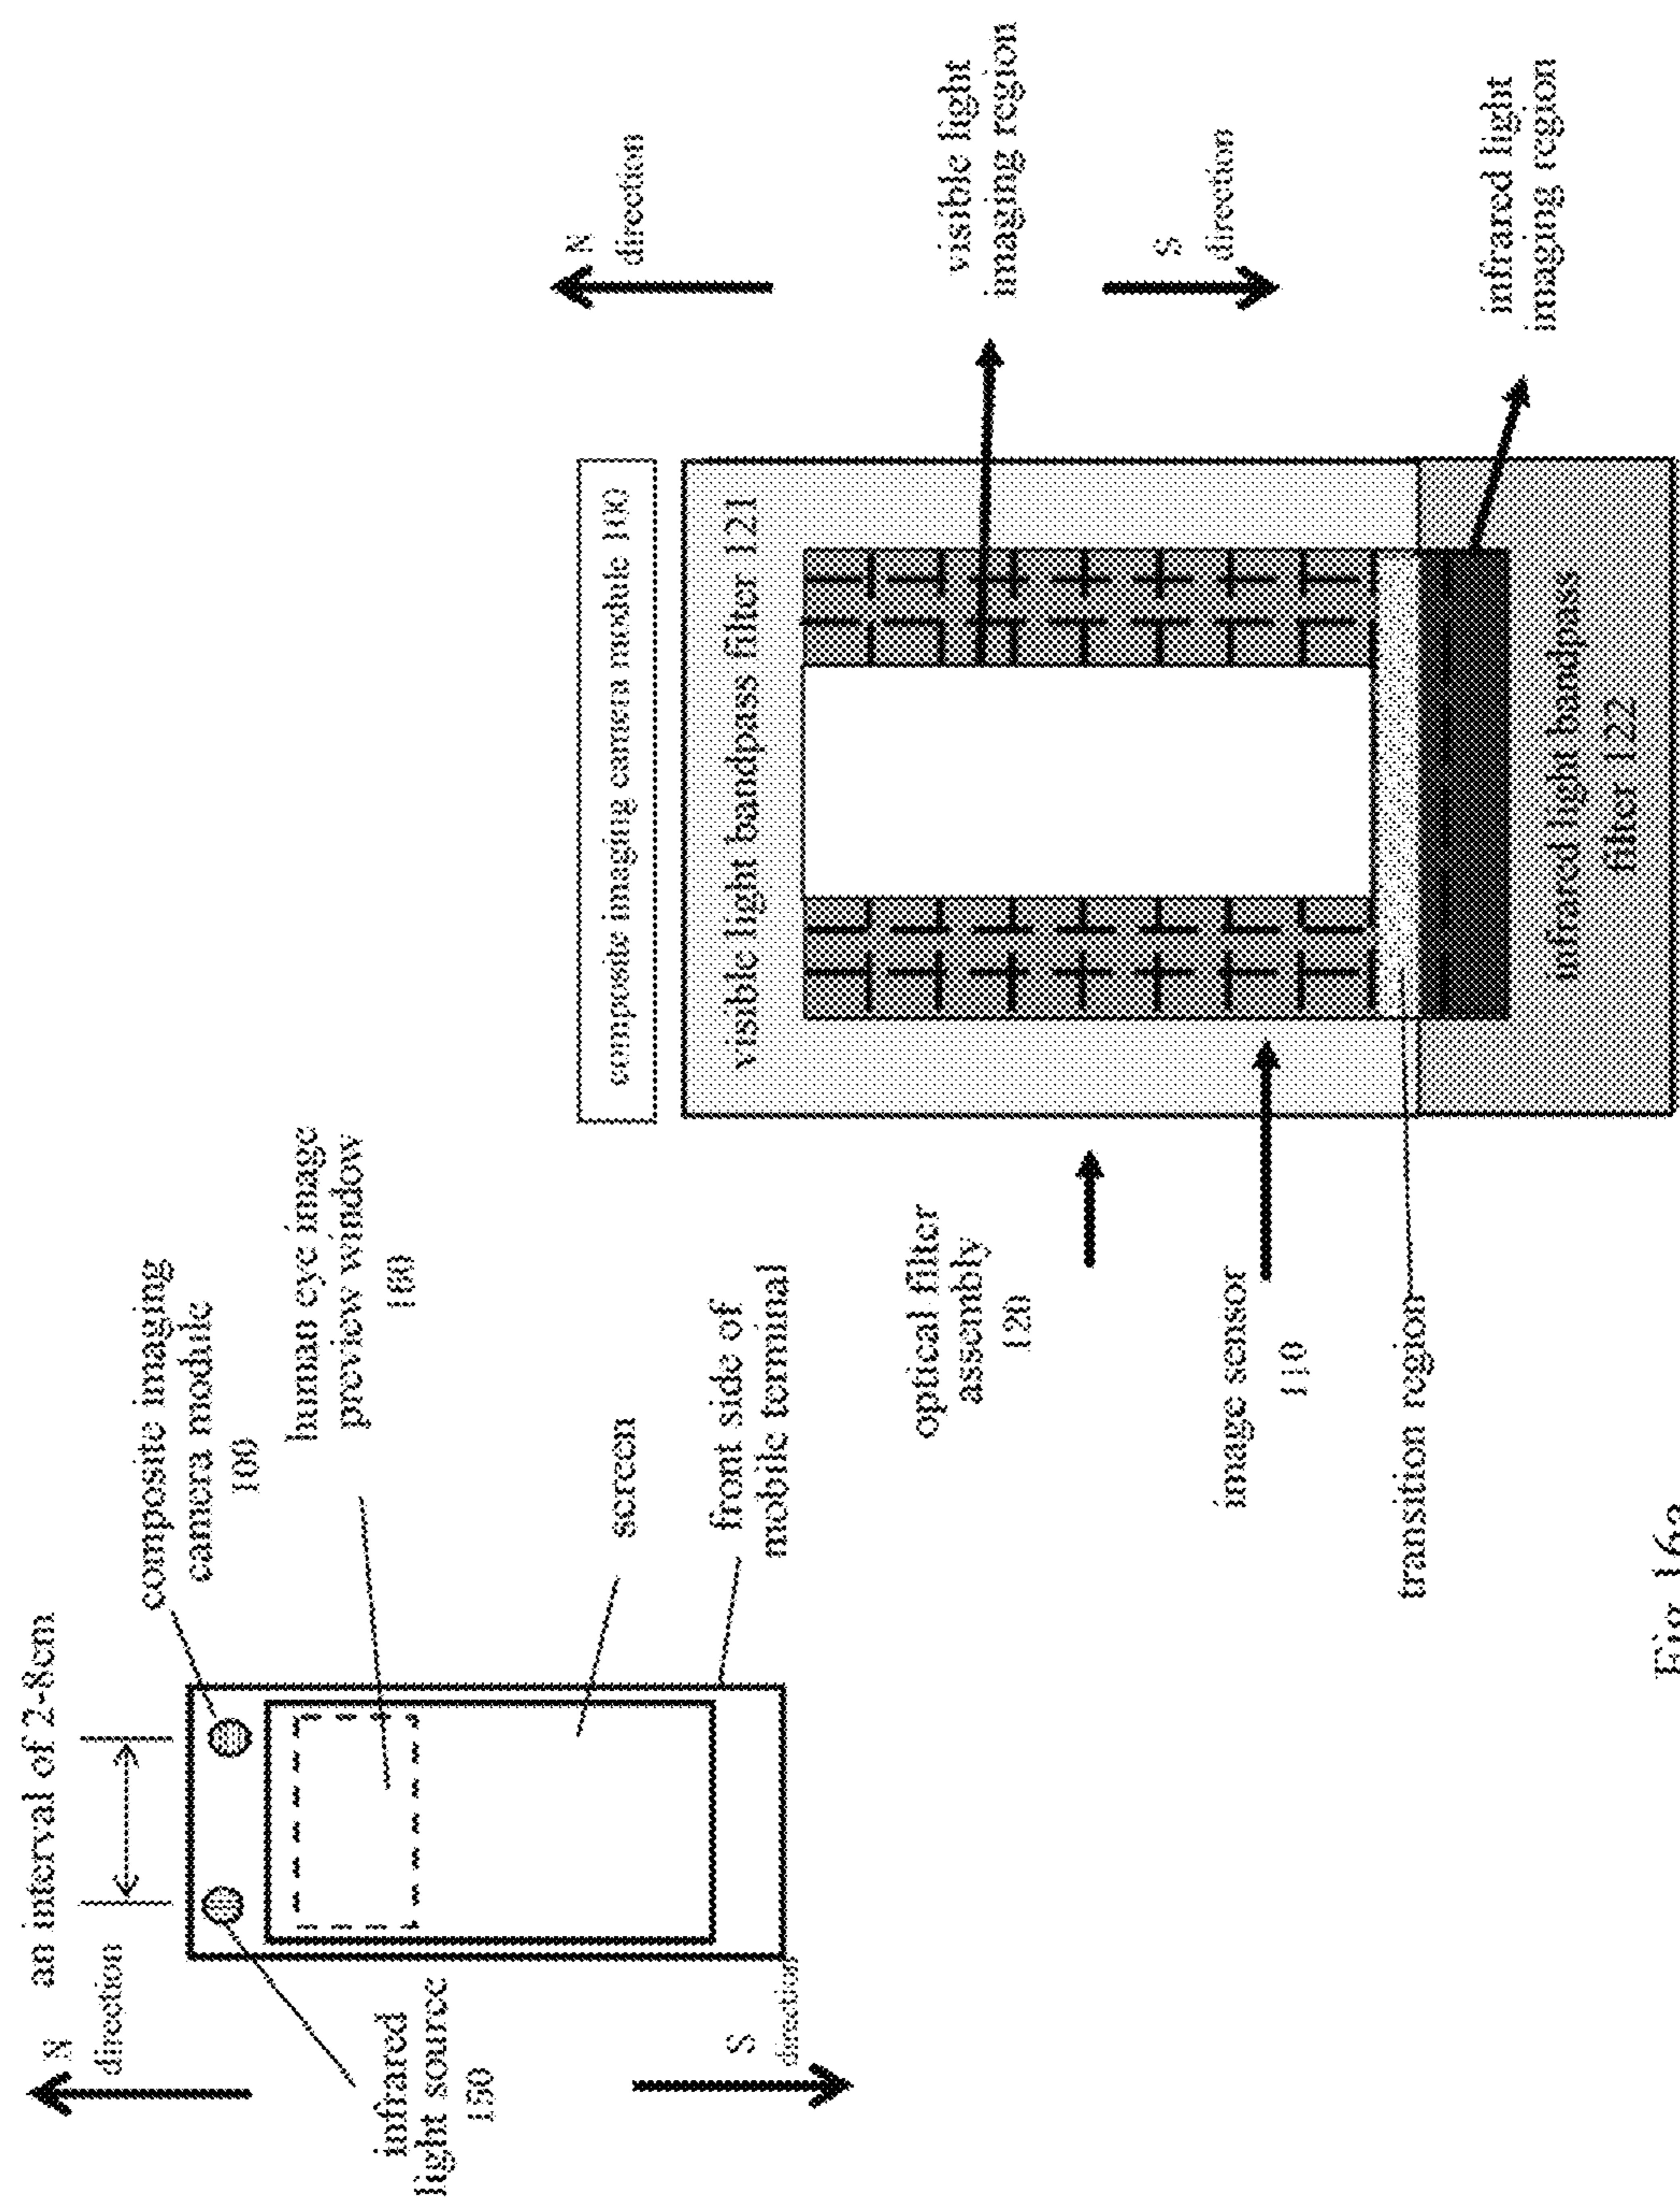 an interval of 2-8cm
N
direction
composite imaging
camera module
100
human eye image
preview window
160
infrared
light source
150
screen
front side of
mobile terminal
S
direction
composite imaging camera module 100
N
direction
visible light bandpass filter 121
optical filter
assembly
120
visible light
imaging region
image sensor
110
S
direction
transition region
infrared light
imaging region
infrared light bandpass
filter 122
Fig. 16a